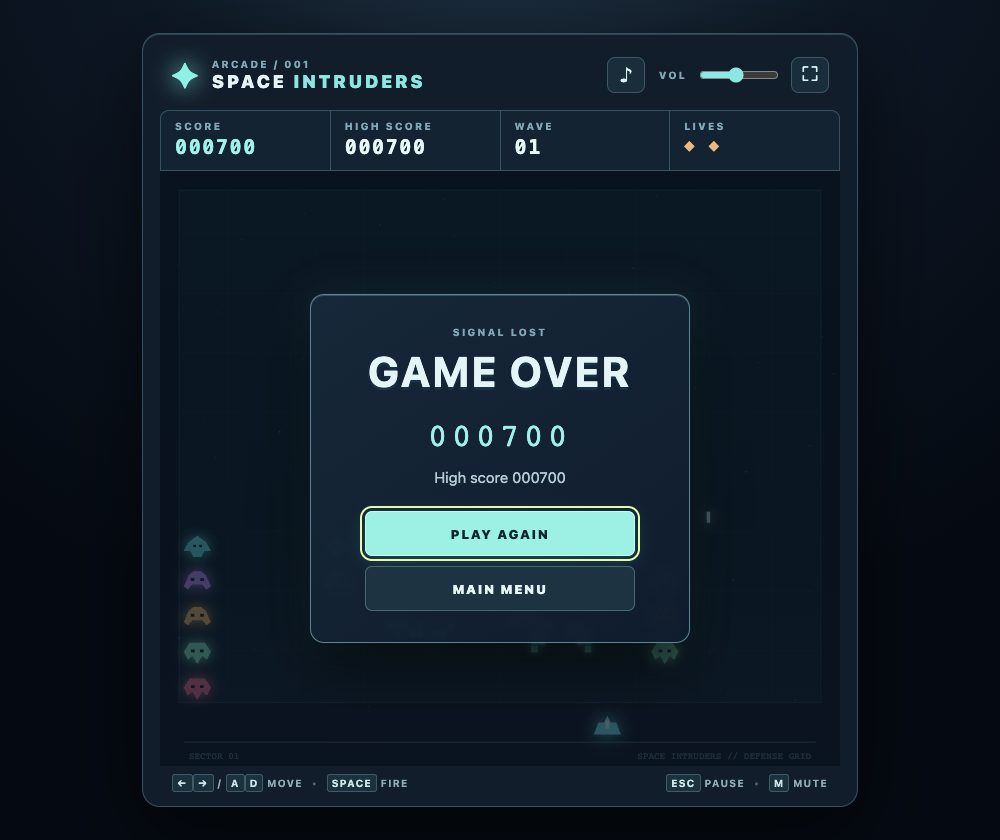 ARCADE / 001
SPACE INTRUDERS
VOL
SCORE
000700
HIGH SCORE
000700
WAVE
01
LIVES
SIGNAL LOST
GAME OVER
000700
High score 000700
PLAY AGAIN
MAIN MENU
SECTOR 01
SPACE INTRUDERS // DEFENSE GRID
← → / A D MOVE · SPACE FIRE
ESC PAUSE · M MUTE